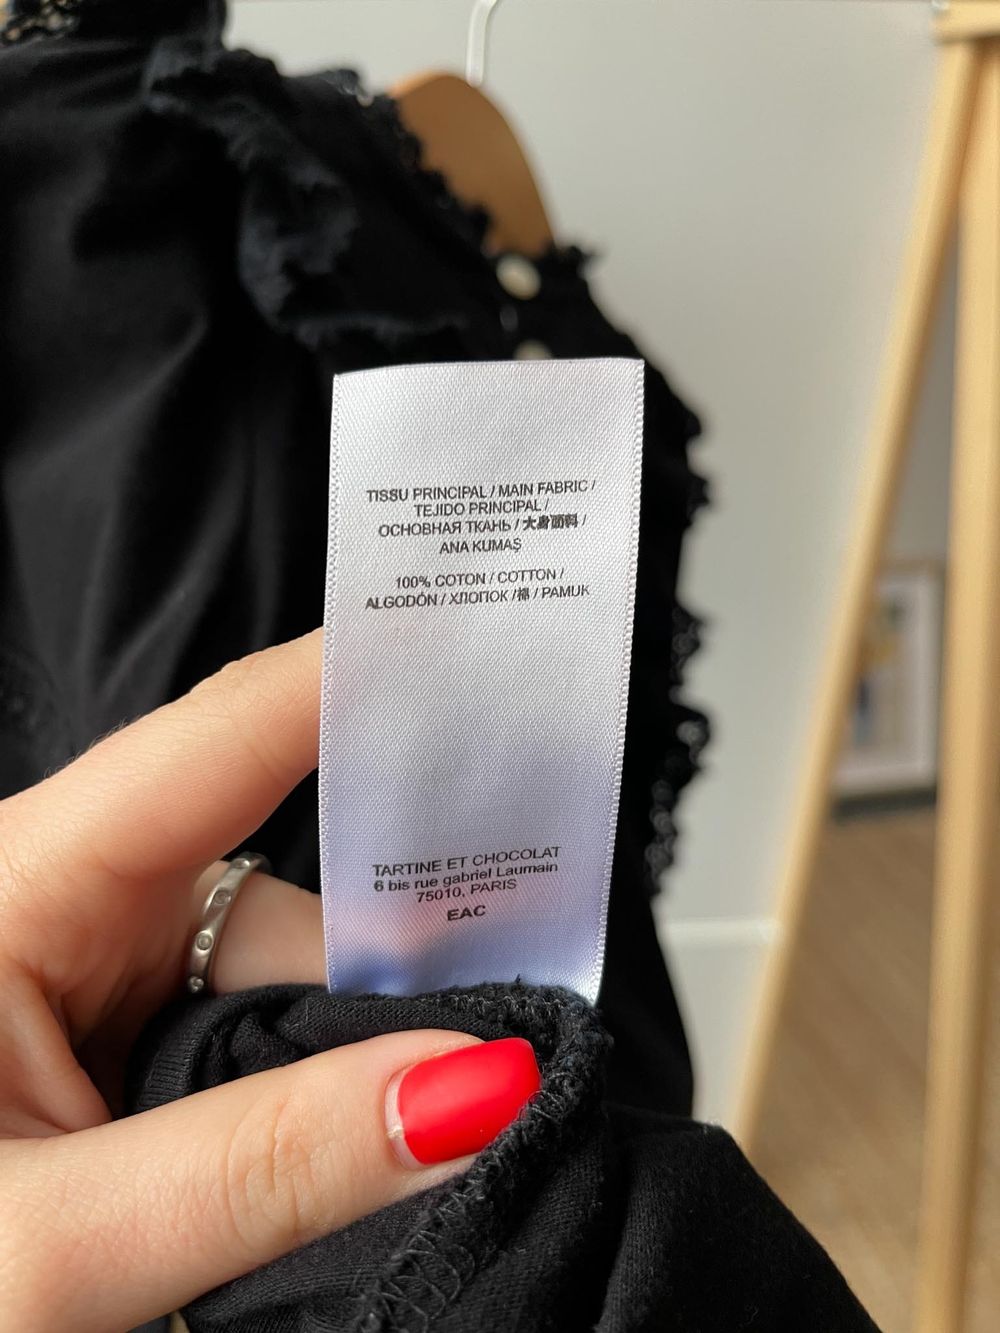 TISSU PRINCIPAL / MAIN FABRIC /
TEJIDO PRINCIPAL /
ОСНОВНАЯ ТКАНЬ / 大身面料 /
ANA KUMAŞ
100% COTON / COTTON /
ALGODÓN / ХЛОПОК / 棉 / PAMUK
TARTINE ET CHOCOLAT
6 bis rue gabriel Laumain
75010, PARIS
EAC